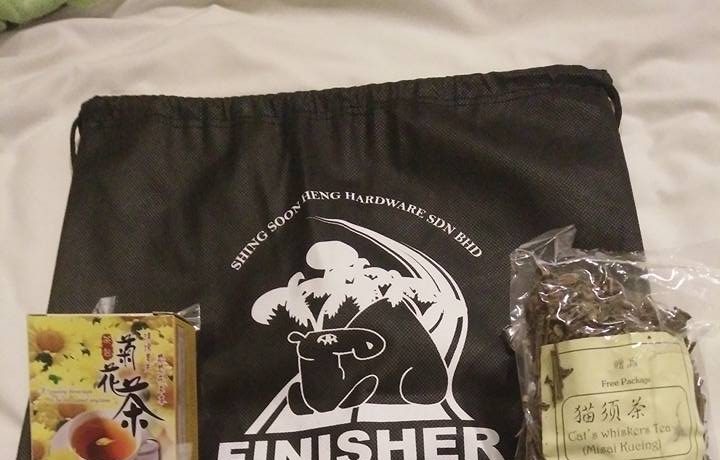 SHING SOON HENG HARDWARE SDN BHD
FINISHER
菊花茶
贈品
Free Package
猫须茶
Cat's whiskers Tea
(Misai Kucing)